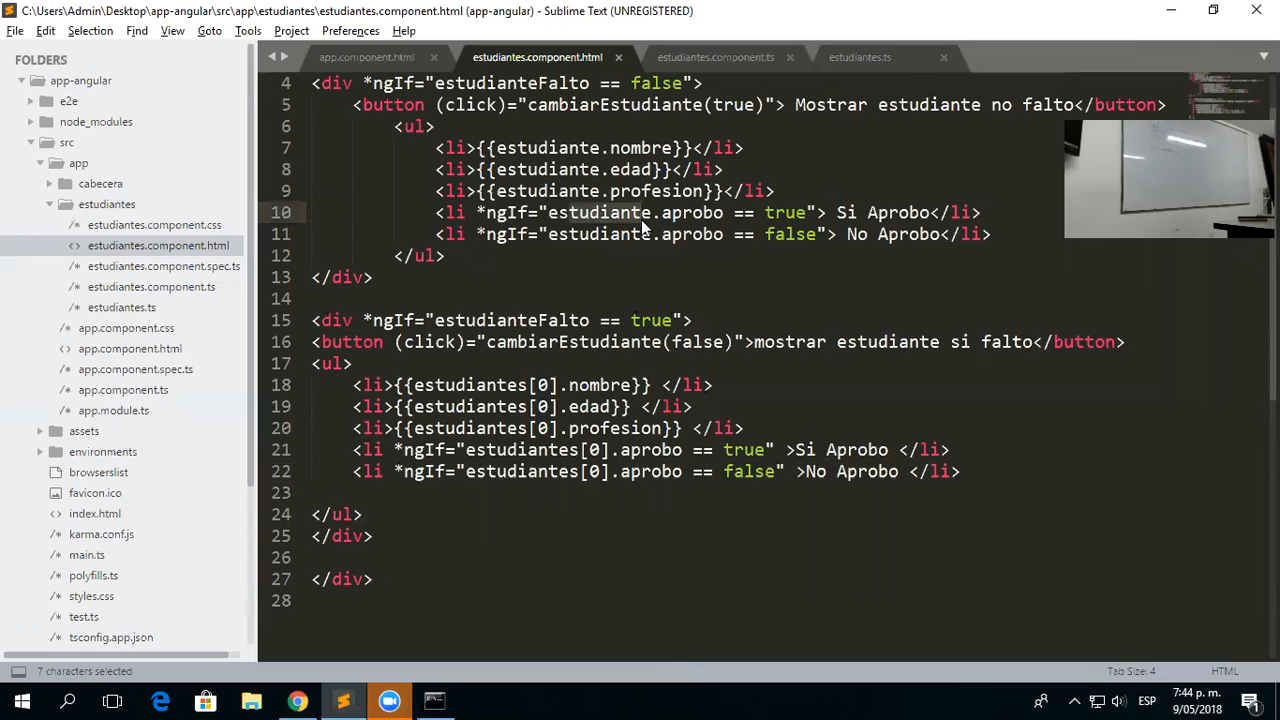 C:\Users\Admin\Desktop\app-angular\src\app\estudiantes\estudiantes.component.html (app-angular) - Sublime Text (UNREGISTERED)
File Edit Selection Find View Goto Tools Project Preferences Help
FOLDERS
app-angular
e2e
node_modules
src
app
cabecera
estudiantes
estudiantes.component.css
estudiantes.component.html
estudiantes.component.spec.ts
estudiantes.component.ts
estudiantes.ts
app.component.css
app.component.html
app.component.spec.ts
app.component.ts
app.module.ts
assets
environments
browserslist
favicon.ico
index.html
karma.conf.js
main.ts
polyfills.ts
styles.css
test.ts
tsconfig.app.json
app.component.html estudiantes.component.html estudiantes.component.ts estudiantes.ts
4 <div *ngIf="estudianteFalto == false">
5 <button (click)="cambiarEstudiante(true)"> Mostrar estudiante no falto</button>
6 <ul>
7 <li>{{estudiante.nombre}}</li>
8 <li>{{estudiante.edad}}</li>
9 <li>{{estudiante.profesion}}</li>
10 <li *ngIf="estudiante.aprobo == true"> Si Aprobo</li>
11 <li *ngIf="estudiante.aprobo == false"> No Aprobo</li>
12 </ul>
13 </div>
14
15 <div *ngIf="estudianteFalto == true">
16 <button (click)="cambiarEstudiante(false)">mostrar estudiante si falto</button>
17 <ul>
18 <li>{{estudiantes[0].nombre}} </li>
19 <li>{{estudiantes[0].edad}} </li>
20 <li>{{estudiantes[0].profesion}} </li>
21 <li *ngIf="estudiantes[0].aprobo == true" >Si Aprobo </li>
22 <li *ngIf="estudiantes[0].aprobo == false" >No Aprobo </li>
23
24 </ul>
25 </div>
26
27 </div>
28
7 characters selected
Tab Size: 4 HTML
ESP
7:44 p. m.
9/05/2018
1